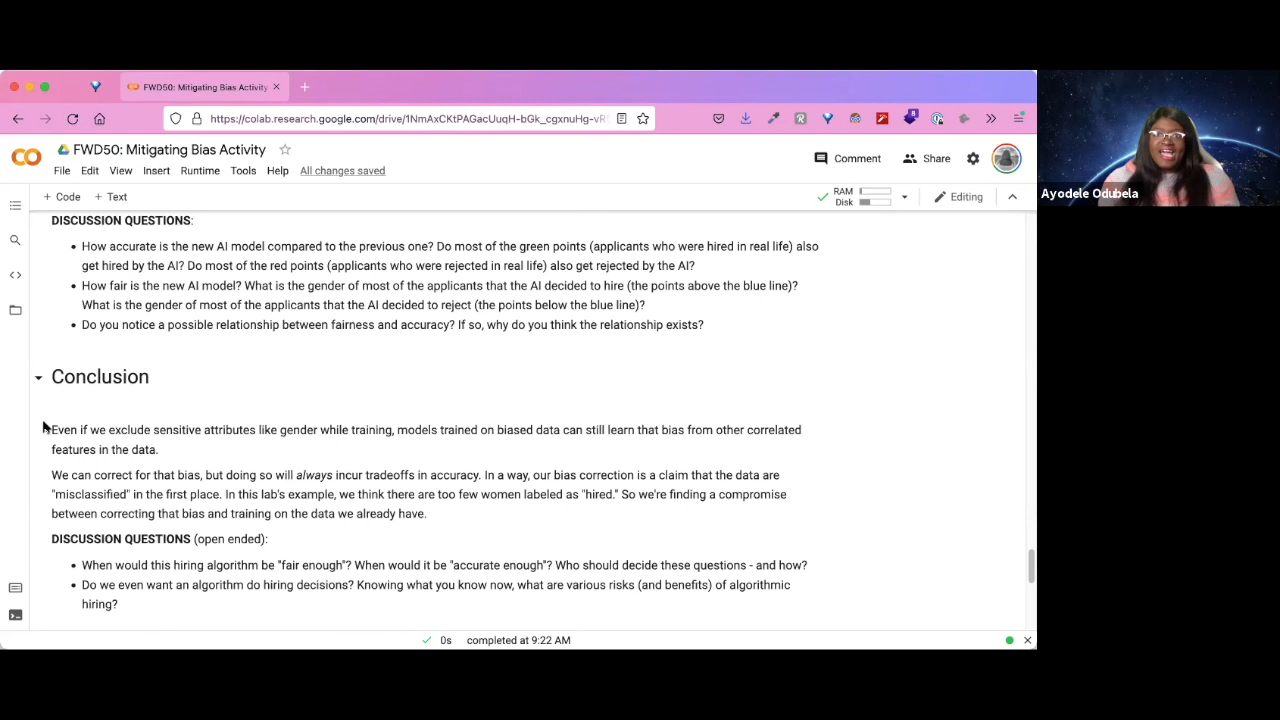 FWD50: Mitigating Bias Activity
https://colab.research.google.com/drive/1NmAxCKtPAGacUuqH-bGk_cgxnuHg-vR
FWD50: Mitigating Bias Activity
File Edit View Insert Runtime Tools Help All changes saved
Comment Share
+ Code + Text
RAM
Disk
Editing
Ayodele Odubela
DISCUSSION QUESTIONS:
• How accurate is the new AI model compared to the previous one? Do most of the green points (applicants who were hired in real life) also
get hired by the AI? Do most of the red points (applicants who were rejected in real life) also get rejected by the AI?
• How fair is the new AI model? What is the gender of most of the applicants that the AI decided to hire (the points above the blue line)?
What is the gender of most of the applicants that the AI decided to reject (the points below the blue line)?
• Do you notice a possible relationship between fairness and accuracy? If so, why do you think the relationship exists?
Conclusion
Even if we exclude sensitive attributes like gender while training, models trained on biased data can still learn that bias from other correlated
features in the data.
We can correct for that bias, but doing so will always incur tradeoffs in accuracy. In a way, our bias correction is a claim that the data are
"misclassified" in the first place. In this lab's example, we think there are too few women labeled as "hired." So we're finding a compromise
between correcting that bias and training on the data we already have.
DISCUSSION QUESTIONS (open ended):
• When would this hiring algorithm be "fair enough"? When would it be "accurate enough"? Who should decide these questions - and how?
• Do we even want an algorithm do hiring decisions? Knowing what you know now, what are various risks (and benefits) of algorithmic
hiring?
0s completed at 9:22 AM